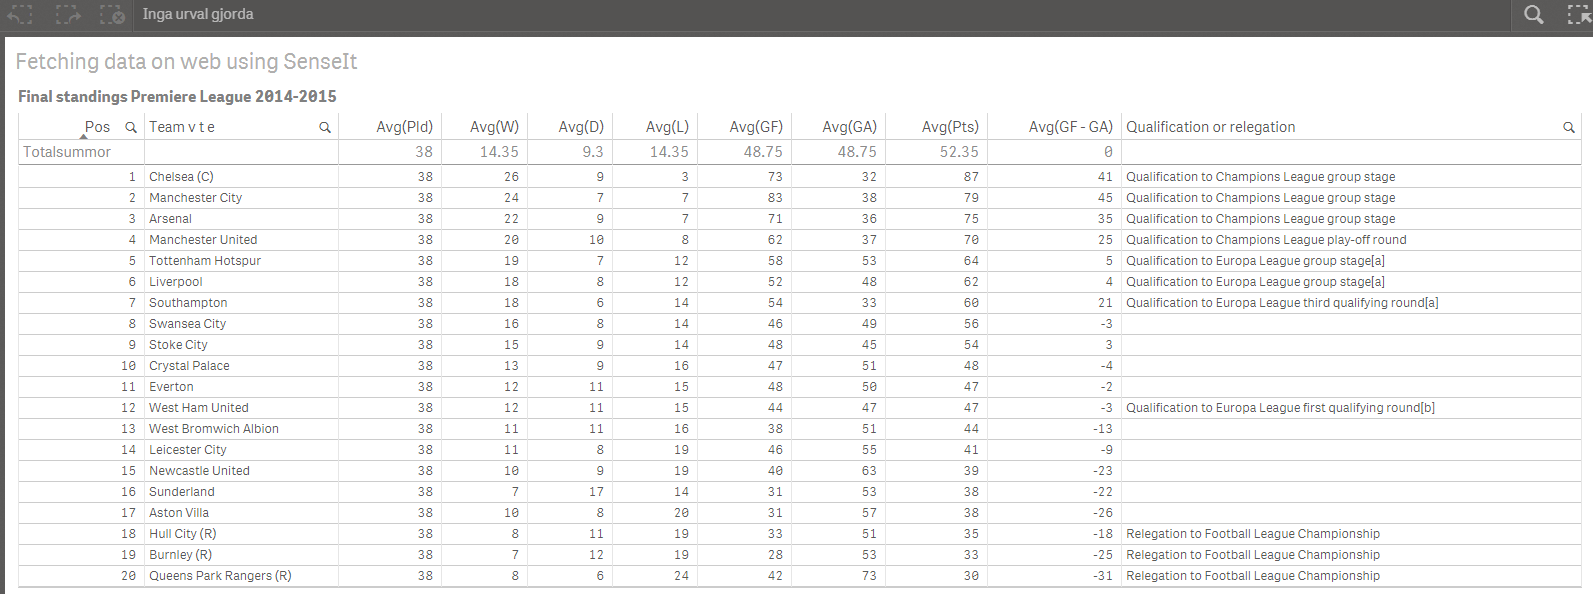 Inga urval gjorda
Fetching data on web using SenseIt
Final standings Premiere League 2014-2015
Pos Team v t e Avg(Pld) Avg(W) Avg(D) Avg(L) Avg(GF) Avg(GA) Avg(Pts) Avg(GF - GA) Qualification or relegation
Totalsummor 38 14.35 9.3 14.35 48.75 48.75 52.35 0
1 Chelsea (C) 38 26 9 3 73 32 87 41 Qualification to Champions League group stage
2 Manchester City 38 24 7 7 83 38 79 45 Qualification to Champions League group stage
3 Arsenal 38 22 9 7 71 36 75 35 Qualification to Champions League group stage
4 Manchester United 38 20 10 8 62 37 70 25 Qualification to Champions League play-off round
5 Tottenham Hotspur 38 19 7 12 58 53 64 5 Qualification to Europa League group stage[a]
6 Liverpool 38 18 8 12 52 48 62 4 Qualification to Europa League group stage[a]
7 Southampton 38 18 6 14 54 33 60 21 Qualification to Europa League third qualifying round[a]
8 Swansea City 38 16 8 14 46 49 56 -3
9 Stoke City 38 15 9 14 48 45 54 3
10 Crystal Palace 38 13 9 16 47 51 48 -4
11 Everton 38 12 11 15 48 50 47 -2
12 West Ham United 38 12 11 15 44 47 47 -3 Qualification to Europa League first qualifying round[b]
13 West Bromwich Albion 38 11 11 16 38 51 44 -13
14 Leicester City 38 11 8 19 46 55 41 -9
15 Newcastle United 38 10 9 19 40 63 39 -23
16 Sunderland 38 7 17 14 31 53 38 -22
17 Aston Villa 38 10 8 20 31 57 38 -26
18 Hull City (R) 38 8 11 19 33 51 35 -18 Relegation to Football League Championship
19 Burnley (R) 38 7 12 19 28 53 33 -25 Relegation to Football League Championship
20 Queens Park Rangers (R) 38 8 6 24 42 73 30 -31 Relegation to Football League Championship